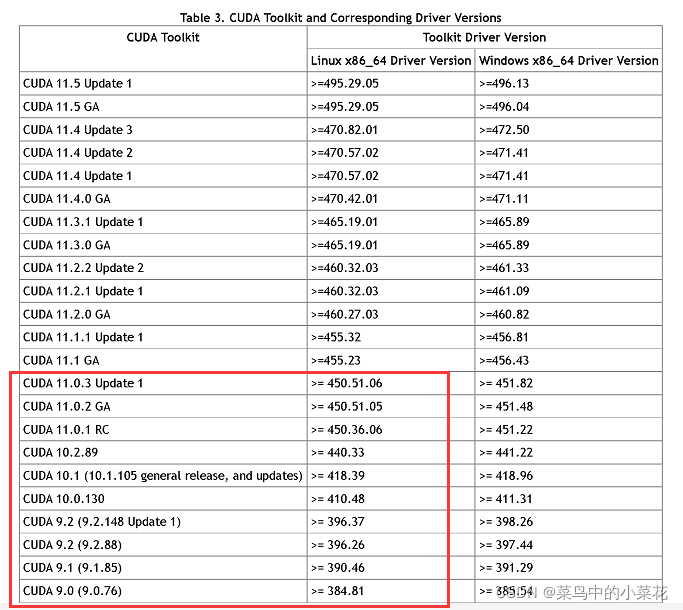 Table 3. CUDA Toolkit and Corresponding Driver Versions
CUDA Toolkit Toolkit Driver Version
Linux x86_64 Driver Version Windows x86_64 Driver Version
CUDA 11.5 Update 1 >=495.29.05 >=496.13
CUDA 11.5 GA >=495.29.05 >=496.04
CUDA 11.4 Update 3 >=470.82.01 >=472.50
CUDA 11.4 Update 2 >=470.57.02 >=471.41
CUDA 11.4 Update 1 >=470.57.02 >=471.41
CUDA 11.4.0 GA >=470.42.01 >=471.11
CUDA 11.3.1 Update 1 >=465.19.01 >=465.89
CUDA 11.3.0 GA >=465.19.01 >=465.89
CUDA 11.2.2 Update 2 >=460.32.03 >=461.33
CUDA 11.2.1 Update 1 >=460.32.03 >=461.09
CUDA 11.2.0 GA >=460.27.03 >=460.82
CUDA 11.1.1 Update 1 >=455.32 >=456.81
CUDA 11.1 GA >=455.23 >=456.43
CUDA 11.0.3 Update 1 >= 450.51.06 >= 451.82
CUDA 11.0.2 GA >= 450.51.05 >= 451.48
CUDA 11.0.1 RC >= 450.36.06 >= 451.22
CUDA 10.2.89 >= 440.33 >= 441.22
CUDA 10.1 (10.1.105 general release, and updates) >= 418.39 >= 418.96
CUDA 10.0.130 >= 410.48 >= 411.31
CUDA 9.2 (9.2.148 Update 1) >= 396.37 >= 398.26
CUDA 9.2 (9.2.88) >= 396.26 >= 397.44
CUDA 9.1 (9.1.85) >= 390.46 >= 391.29
CUDA 9.0 (9.0.76) >= 384.81 >= 385.54
CSDN @菜鸟中的小菜花